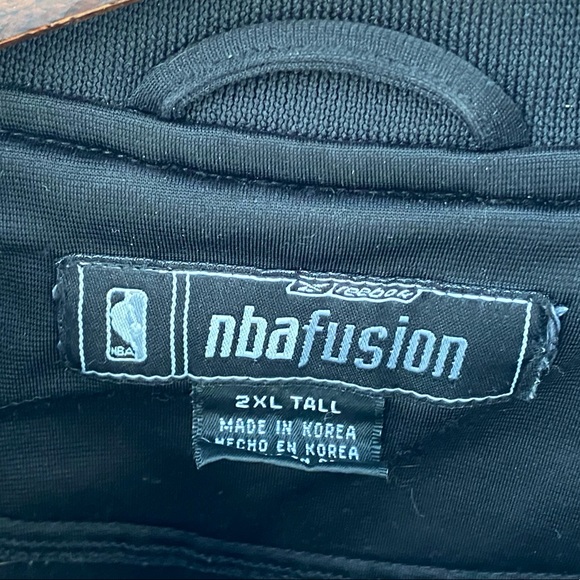 Reebok
NBA
nbafusion
2XL TALL
MADE IN KOREA
HECHO EN KOREA